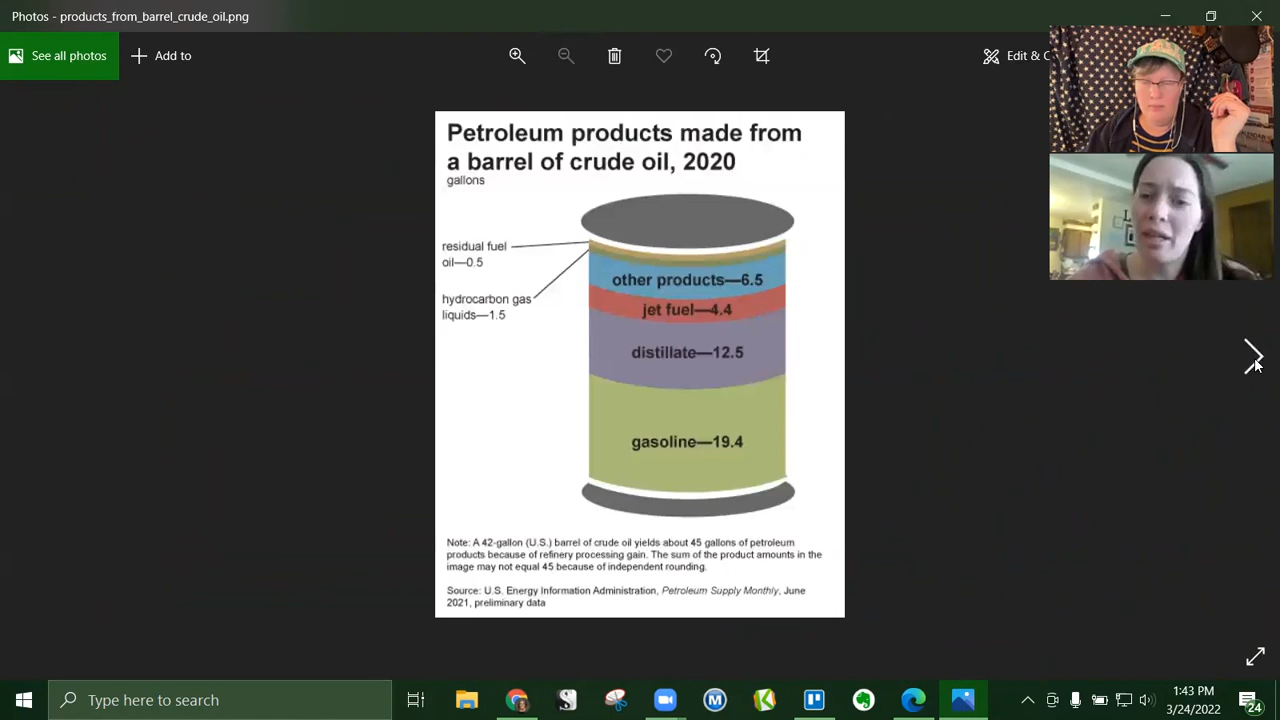 Photos - products_from_barrel_crude_oil.png
See all photos
Add to
Edit & C
Petroleum products made from
a barrel of crude oil, 2020
gallons
residual fuel
oil—0.5
hydrocarbon gas
liquids—1.5
other products—6.5
jet fuel—4.4
distillate—12.5
gasoline—19.4
Note: A 42-gallon (U.S.) barrel of crude oil yields about 45 gallons of petroleum
products because of refinery processing gain. The sum of the product amounts in the
image may not equal 45 because of independent rounding.
Source: U.S. Energy Information Administration, Petroleum Supply Monthly, June
2021, preliminary data
Type here to search
1:43 PM
3/24/2022
24